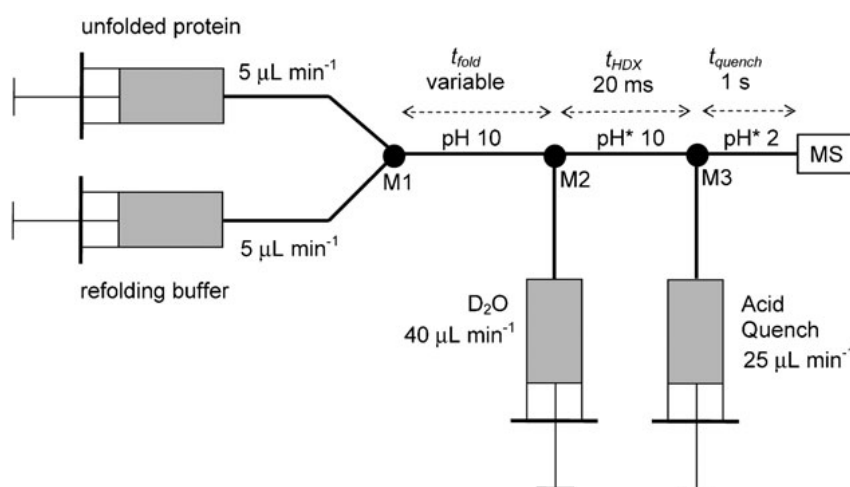 unfolded protein
5 μL min⁻¹
t_fold
variable
t_HDX
20 ms
t_quench
1 s
pH 10
pH* 10
pH* 2
M1
M2
M3
MS
5 μL min⁻¹
refolding buffer
D₂O
40 μL min⁻¹
Acid
Quench
25 μL min⁻¹